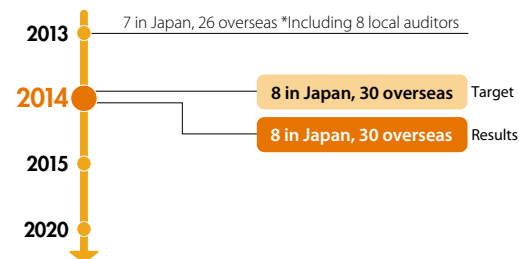 2013 7 in Japan, 26 overseas *Including 8 local auditors
2014 8 in Japan, 30 overseas Target
8 in Japan, 30 overseas Results
2015
2020